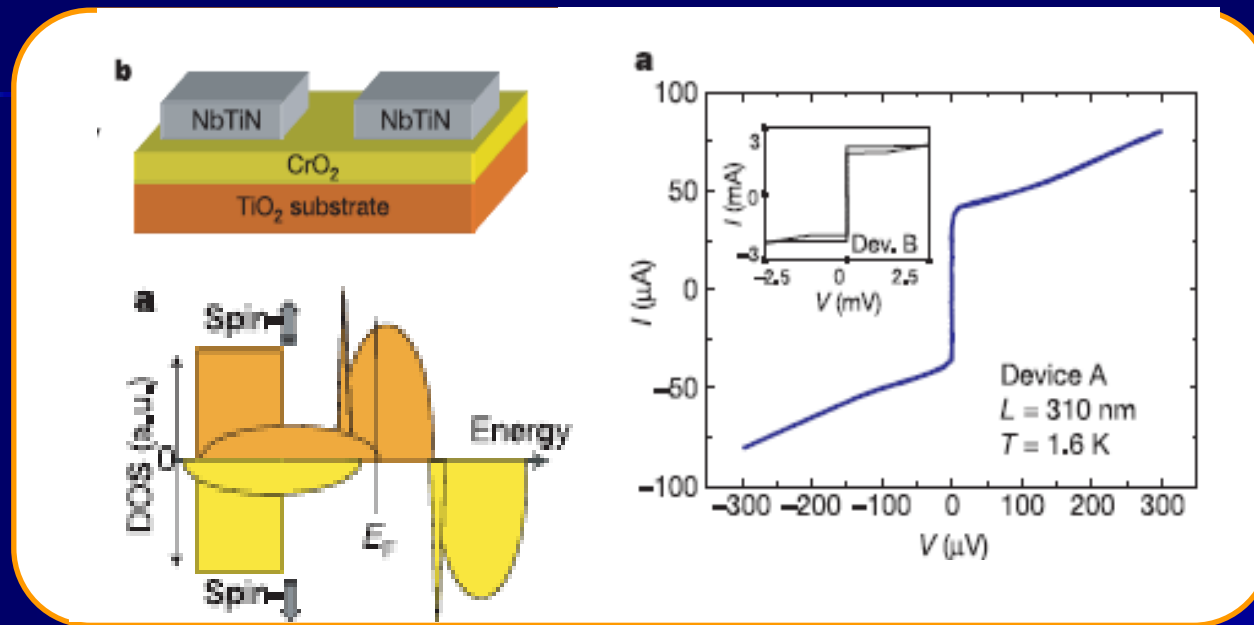 b
NbTiN NbTiN
CrO₂
TiO₂ substrate
a
Spin
DOS (a.u.)
0
Energy
E_F
Spin
a
100
50
0
−50
−100
I (μA)
3
0
−3
I (mA)
Dev. B
−2.5 0 2.5
V (mV)
Device A
L = 310 nm
T = 1.6 K
−300 −200 −100 0 100 200 300
V (μV)